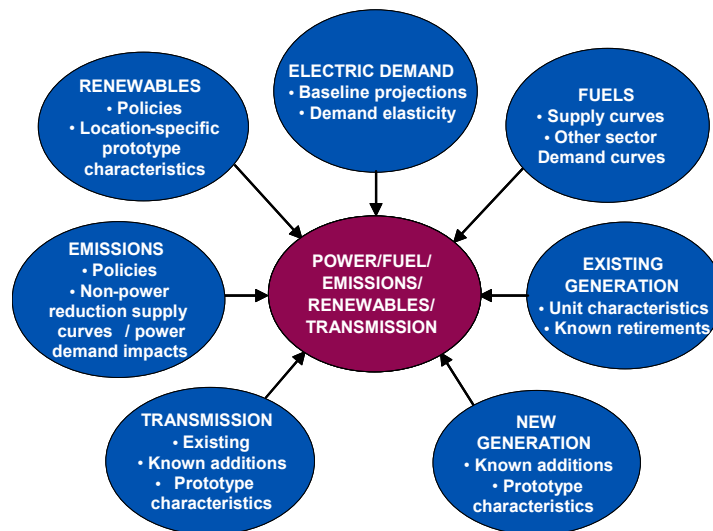 RENEWABLES
• Policies
• Location-specific
prototype
characteristics
ELECTRIC DEMAND
• Baseline projections
• Demand elasticity
FUELS
• Supply curves
• Other sector
Demand curves
EMISSIONS
• Policies
• Non-power
reduction supply
curves / power
demand impacts
POWER/FUEL/
EMISSIONS/
RENEWABLES/
TRANSMISSION
EXISTING
GENERATION
• Unit characteristics
• Known retirements
TRANSMISSION
• Existing
• Known additions
• Prototype
characteristics
NEW
GENERATION
• Known additions
• Prototype
characteristics